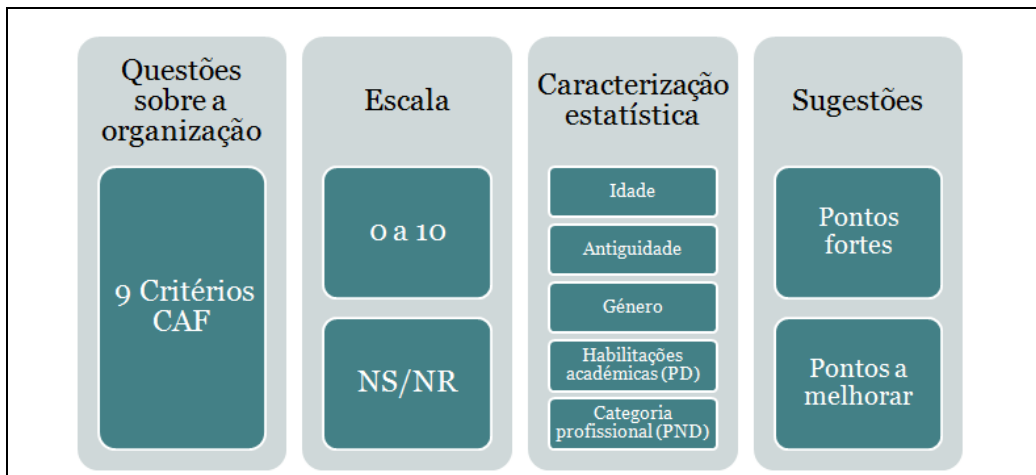 Questões
sobre a
organização
9 Critérios
CAF
Escala
0 a 10
NS/NR
Caracterização
estatística
Idade
Antiguidade
Género
Habilitações
académicas (PD)
Categoria
profissional (PND)
Sugestões
Pontos
fortes
Pontos a
melhorar